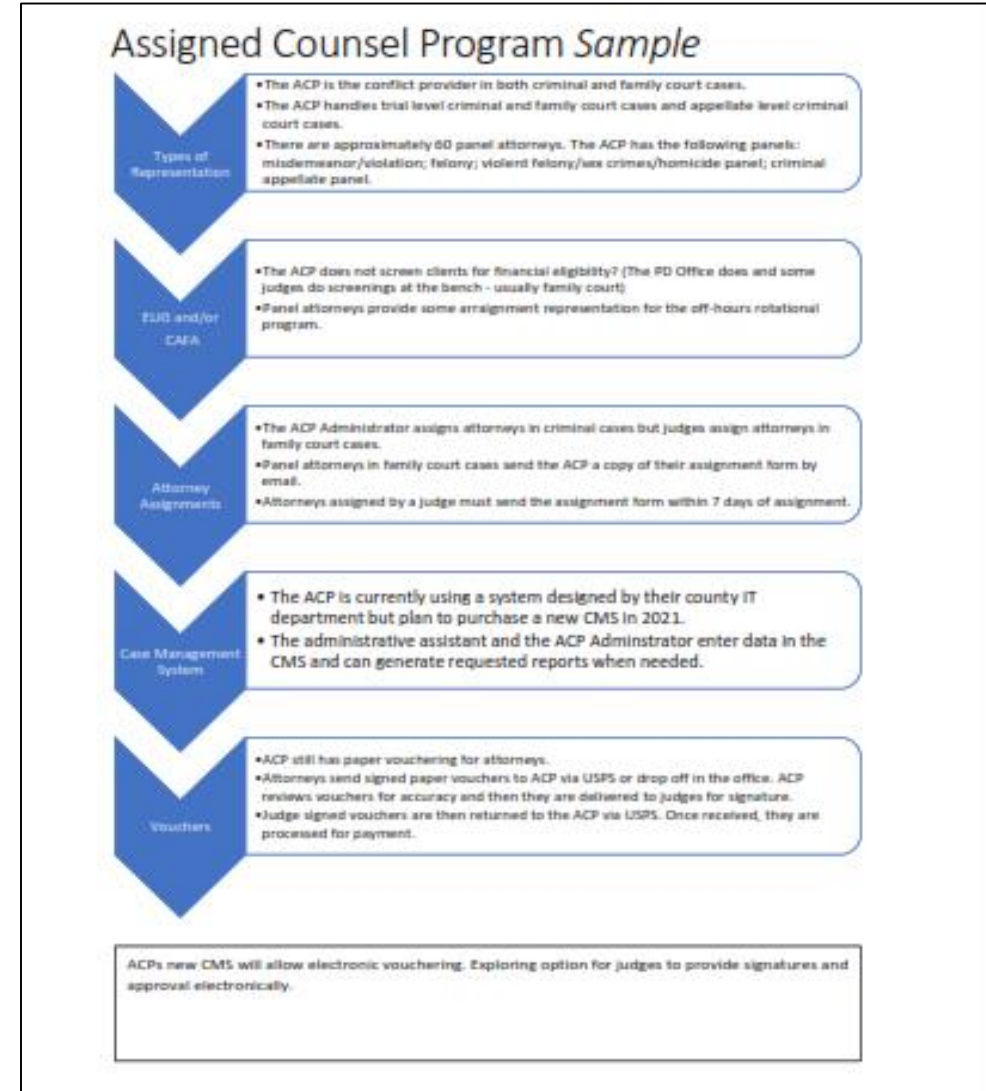 Assigned Counsel Program Sample
•The ACP is the conflict provider in both criminal and family court cases.
•The ACP handles trial level criminal and family court cases and appellate level criminal
court cases.
•There are approximately 60 panel attorneys. The ACP has the following panels:
misdemeanor/violation; felony; violent felony/sex crimes/homicide panel; criminal
appellate panel.
Types of
Representation
•The ACP does not screen clients for financial eligibility? (The PD Office does and some
judges do screenings at the bench - usually family court)
•Panel attorneys provide some arraignment representation for the off-hours rotational
program.
ELIG and/or
CAFA
•The ACP Administrator assigns attorneys in criminal cases but judges assign attorneys in
family court cases.
•Panel attorneys in family court cases send the ACP a copy of their assignment form by
email.
•Attorneys assigned by a judge must send the assignment form within 7 days of assignment.
Attorney
Assignments
• The ACP is currently using a system designed by their county IT
department but plan to purchase a new CMS in 2021.
• The administrative assistant and the ACP Adminstrator enter data in the
CMS and can generate requested reports when needed.
Case Management
System
•ACP still has paper vouchering for attorneys.
•Attorneys send signed paper vouchers to ACP via USPS or drop off in the office. ACP
reviews vouchers for accuracy and then they are delivered to judges for signature.
•Judge signed vouchers are then returned to the ACP via USPS. Once received, they are
processed for payment.
Vouchers
ACPs new CMS will allow electronic vouchering. Exploring option for judges to provide signatures and
approval electronically.